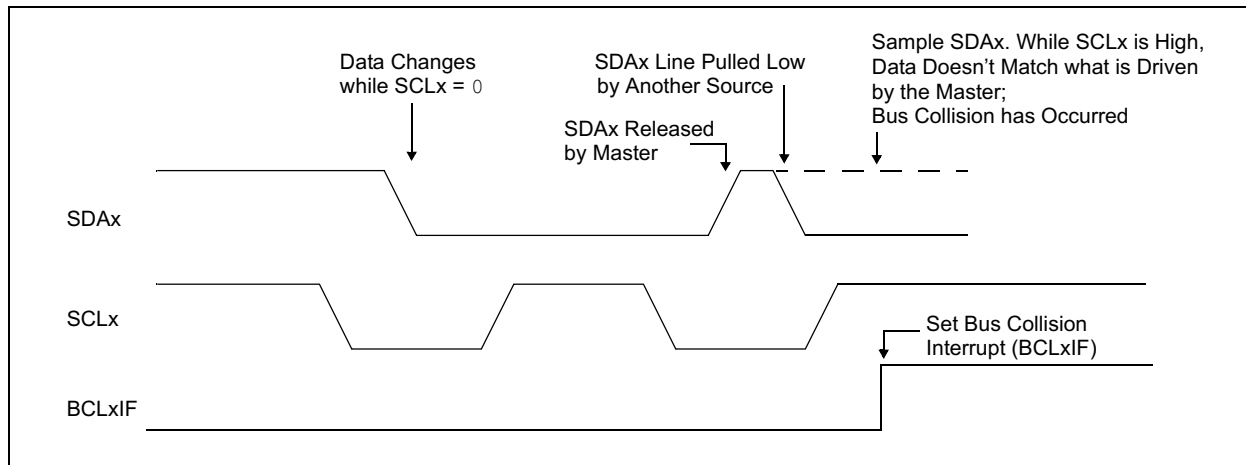 Data Changes
while SCLx = 0
SDAx Line Pulled Low
by Another Source
SDAx Released
by Master
Sample SDAx. While SCLx is High,
Data Doesn’t Match what is Driven
by the Master;
Bus Collision has Occurred
SDAx
SCLx
Set Bus Collision
Interrupt (BCLxIF)
BCLxIF